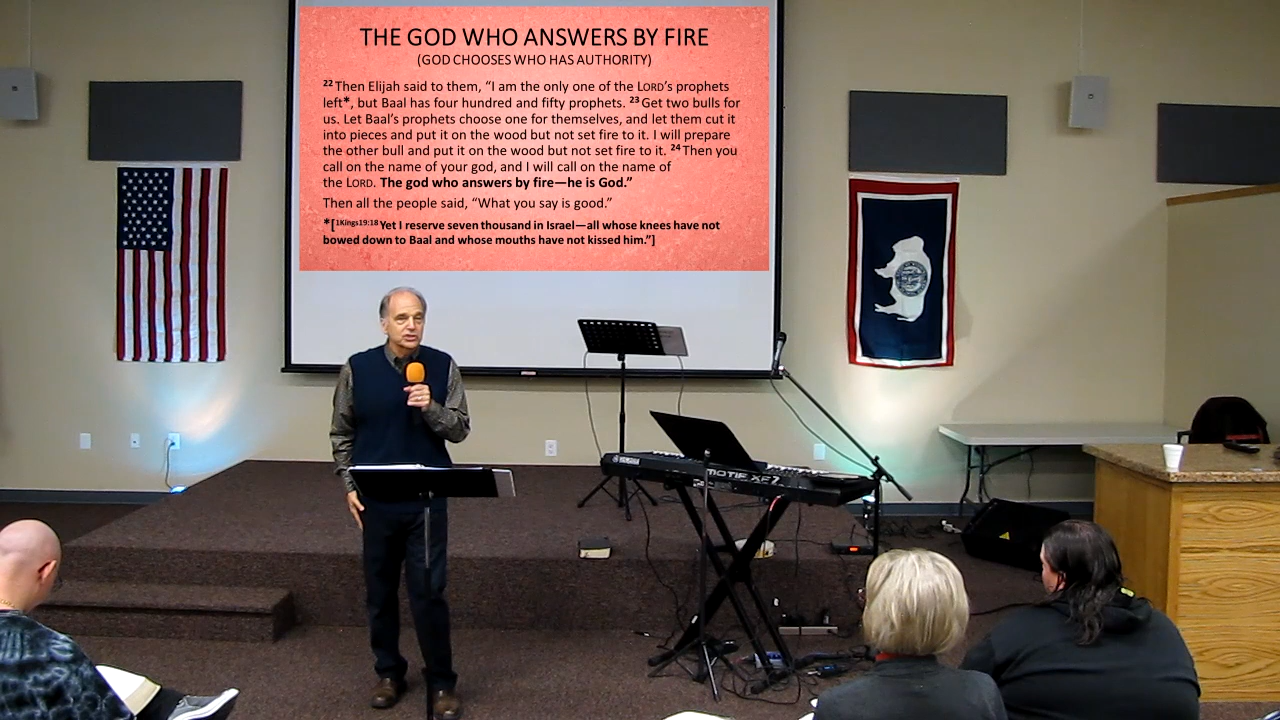 THE GOD WHO ANSWERS BY FIRE
(GOD CHOOSES WHO HAS AUTHORITY)
22 Then Elijah said to them, “I am the only one of the LORD’s prophets
left*, but Baal has four hundred and fifty prophets. 23 Get two bulls for
us. Let Baal’s prophets choose one for themselves, and let them cut it
into pieces and put it on the wood but not set fire to it. I will prepare
the other bull and put it on the wood but not set fire to it. 24 Then you
call on the name of your god, and I will call on the name of
the LORD. The god who answers by fire—he is God.”
Then all the people said, “What you say is good.”
*[1Kings19:18 Yet I reserve seven thousand in Israel—all whose knees have not
bowed down to Baal and whose mouths have not kissed him.”]
YAMAHA
MOTIF XF7